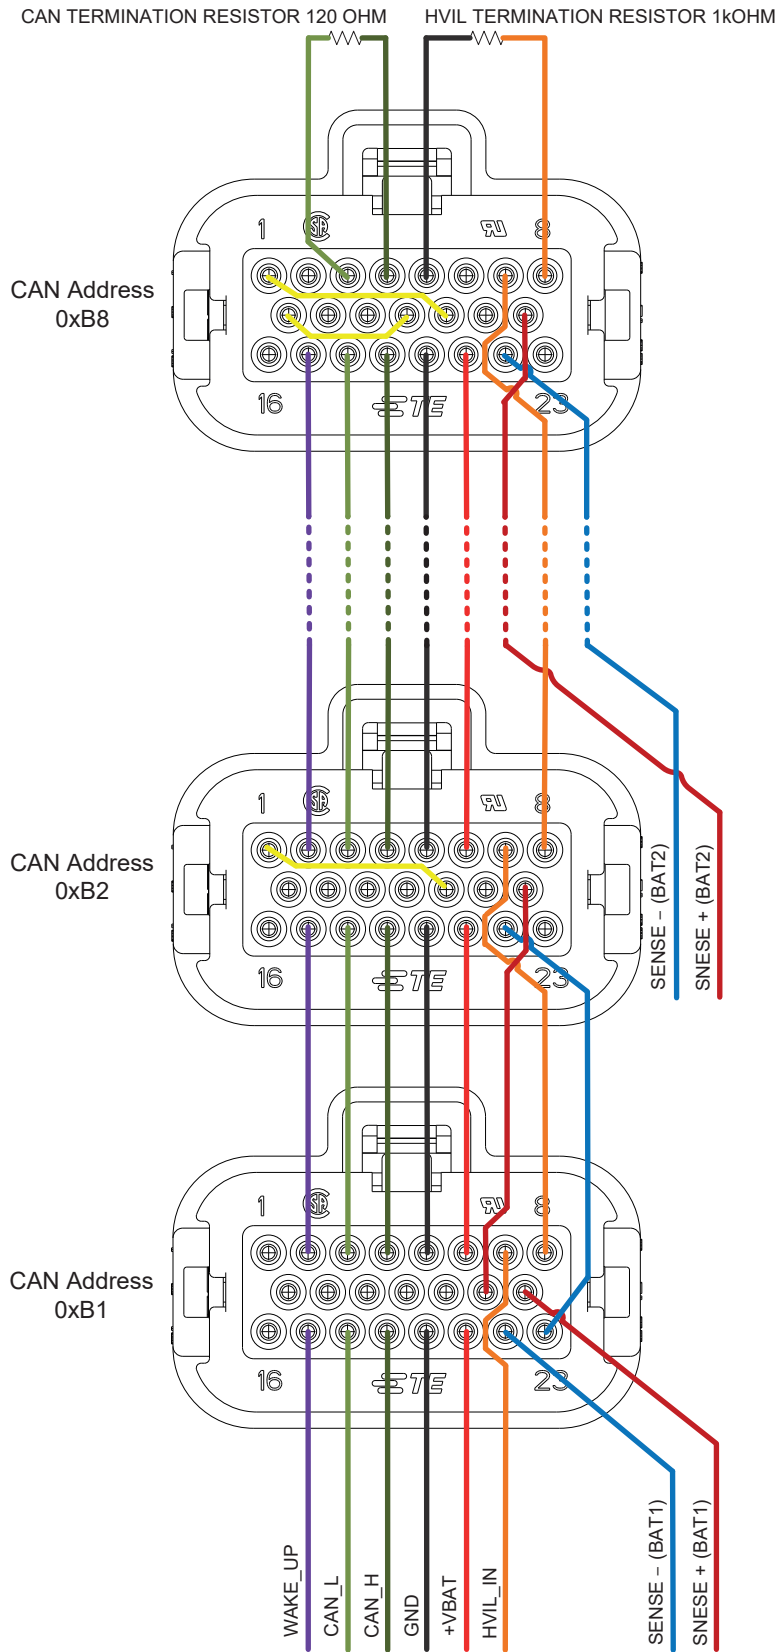 CAN TERMINATION RESISTOR 120 OHM
HVIL TERMINATION RESISTOR 1kOHM
1 8
CAN Address
0xB8
16 TE 23
1 8
CAN Address
0xB2
16 TE 23
SENSE – (BAT2)
SNESE + (BAT2)
1 8
CAN Address
0xB1
16 TE 23
WAKE_UP
CAN_L
CAN_H
GND
+VBAT
HVIL_IN
SENSE – (BAT1)
SNESE + (BAT1)